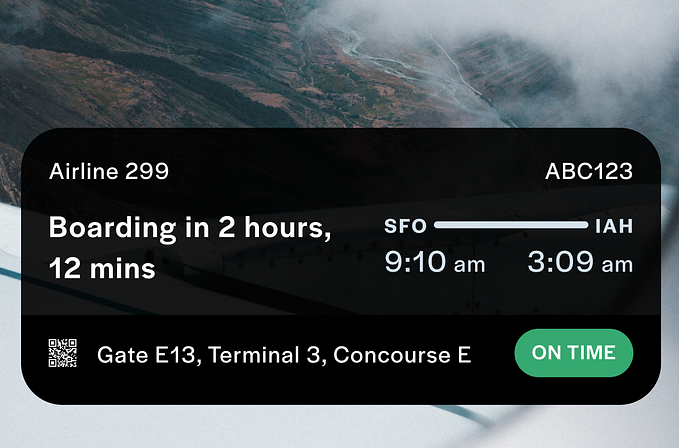 Airline 299
ABC123
Boarding in 2 hours,
12 mins
SFO
IAH
9:10 am
3:09 am
Gate E13, Terminal 3, Concourse E
ON TIME